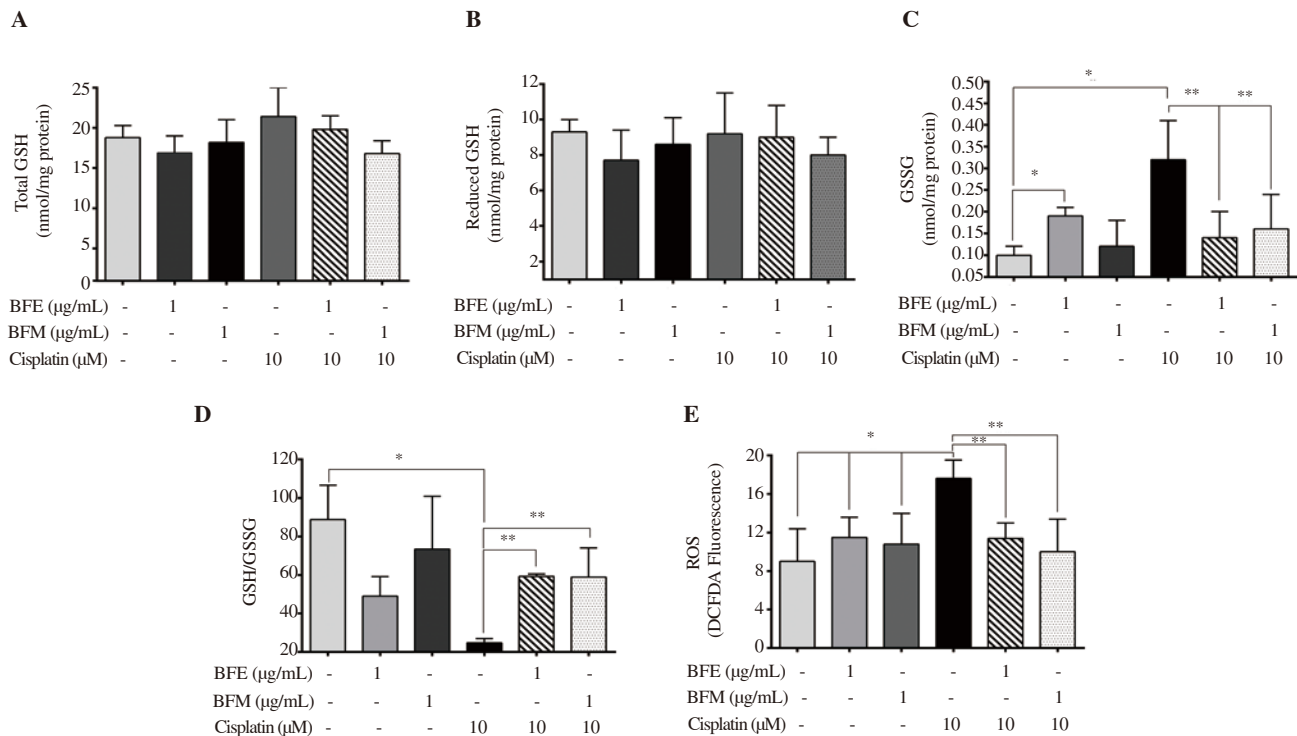 A
Total GSH
(nmol/mg protein)
25
20
15
10
5
0
BFE (μg/mL) - 1 - - 1 -
BFM (μg/mL) - - 1 - - 1
Cisplatin (μM) - - - 10 10 10
B
Reduced GSH
(nmol/mg protein)
12
10
8
6
4
2
BFE (μg/mL) - 1 - - 1 -
BFM (μg/mL) - - 1 - - 1
Cisplatin (μM) - - - 10 10 10
C
GSSG
(nmol/mg protein)
0.50
0.45
0.40
0.35
0.30
0.25
0.20
0.15
0.10
0.05
*
*
** **
BFE (μg/mL) - 1 - - 1 -
BFM (μg/mL) - - 1 - - 1
Cisplatin (μM) - - - 10 10 10
D
GSH/GSSG
120
100
80
60
40
20
*
**
**
BFE (μg/mL) - 1 - - 1 -
BFM (μg/mL) - - 1 - - 1
Cisplatin (μM) - - - 10 10 10
E
ROS
(DCFDA Fluorescence)
20
16
12
8
4
0
*
**
**
BFE (μg/mL) - 1 - - 1 -
BFM (μg/mL) - - 1 - - 1
Cisplatin (μM) - - - 10 10 10